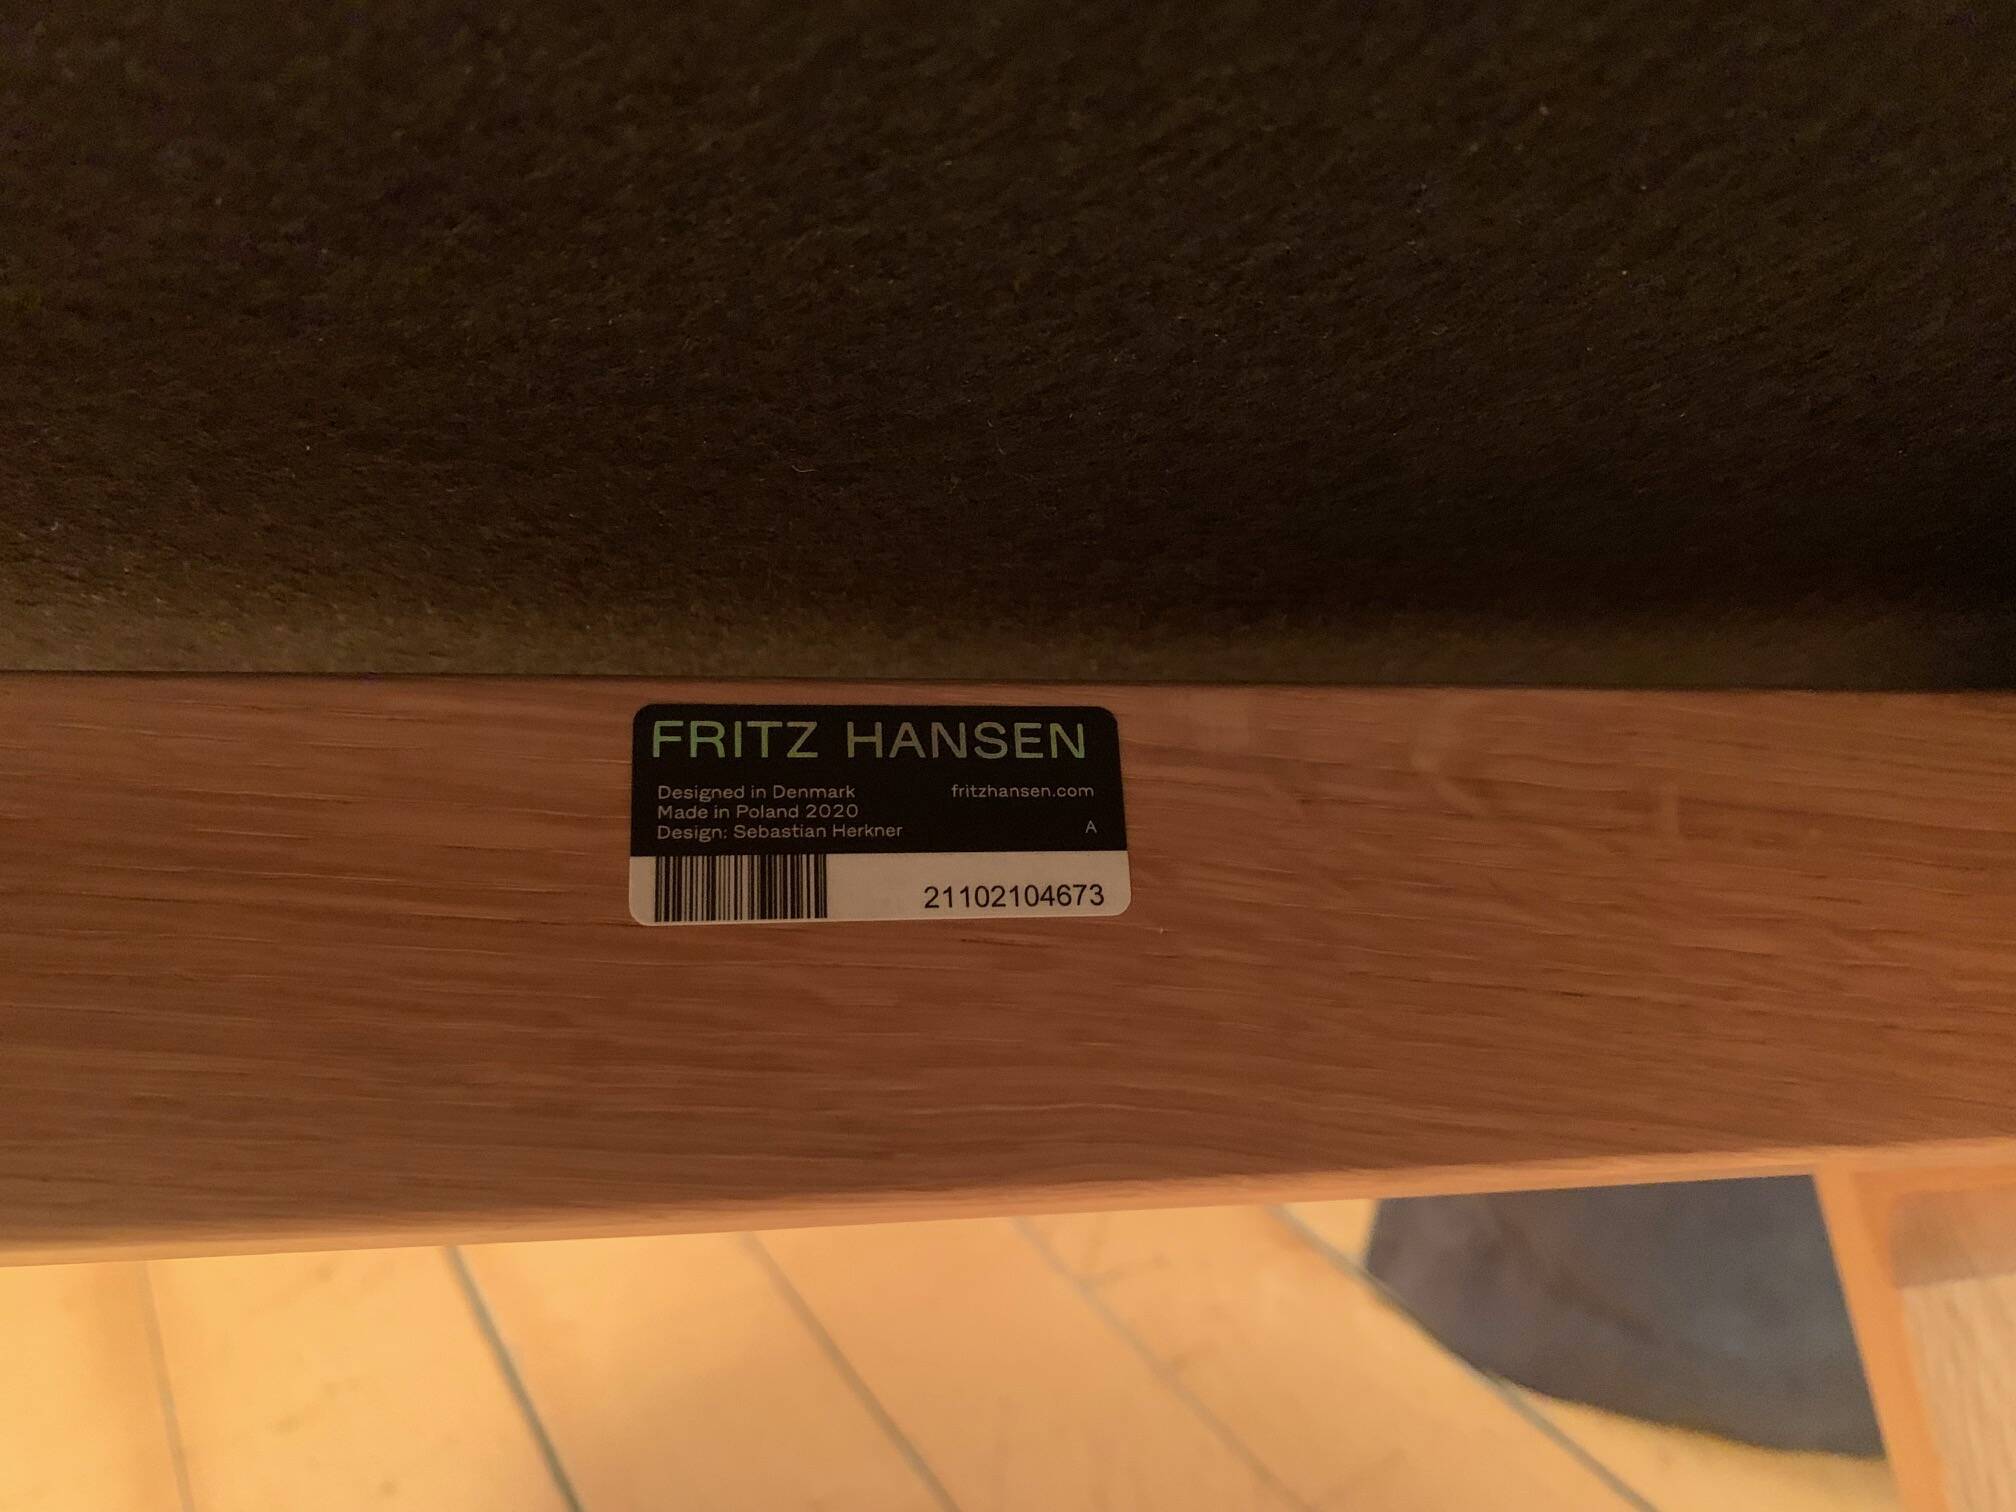 FRITZ HANSEN
Designed in Denmark
Made in Poland 2020
Design: Sebastian Herkner
fritzhansen.com
A
21102104673